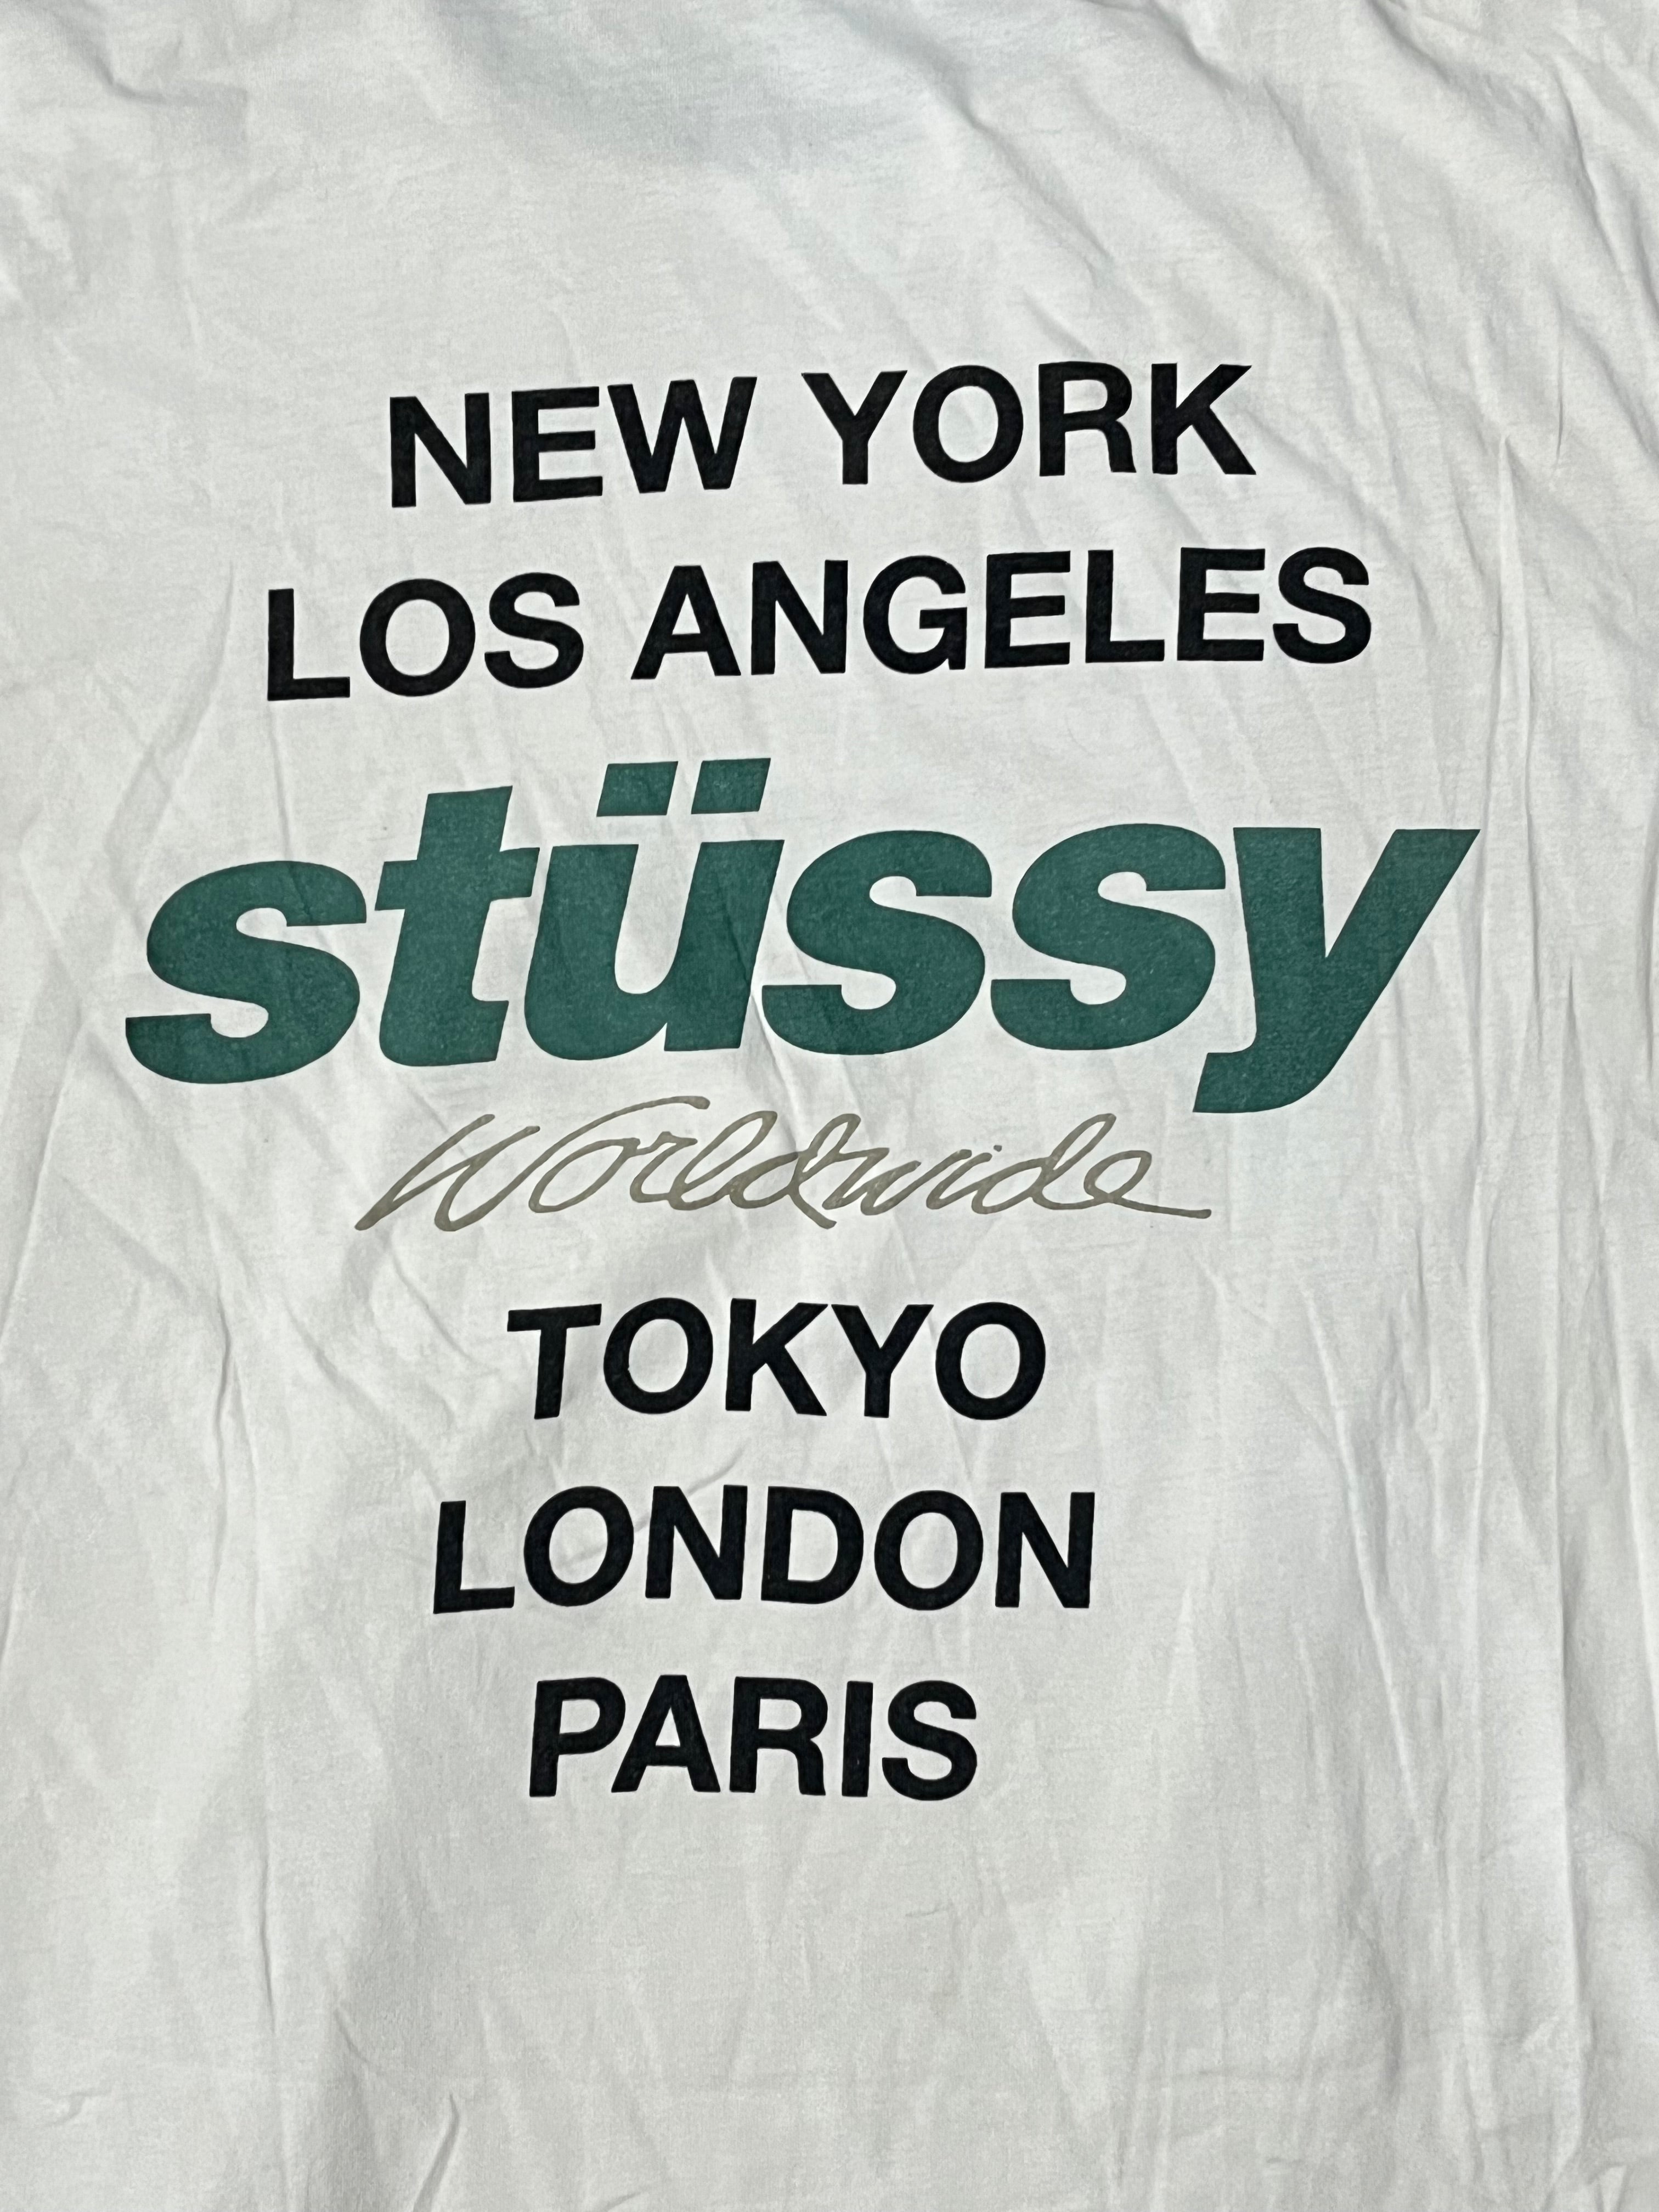 NEW YORK
LOS ANGELES
stüssy
Worldwide
TOKYO
LONDON
PARIS